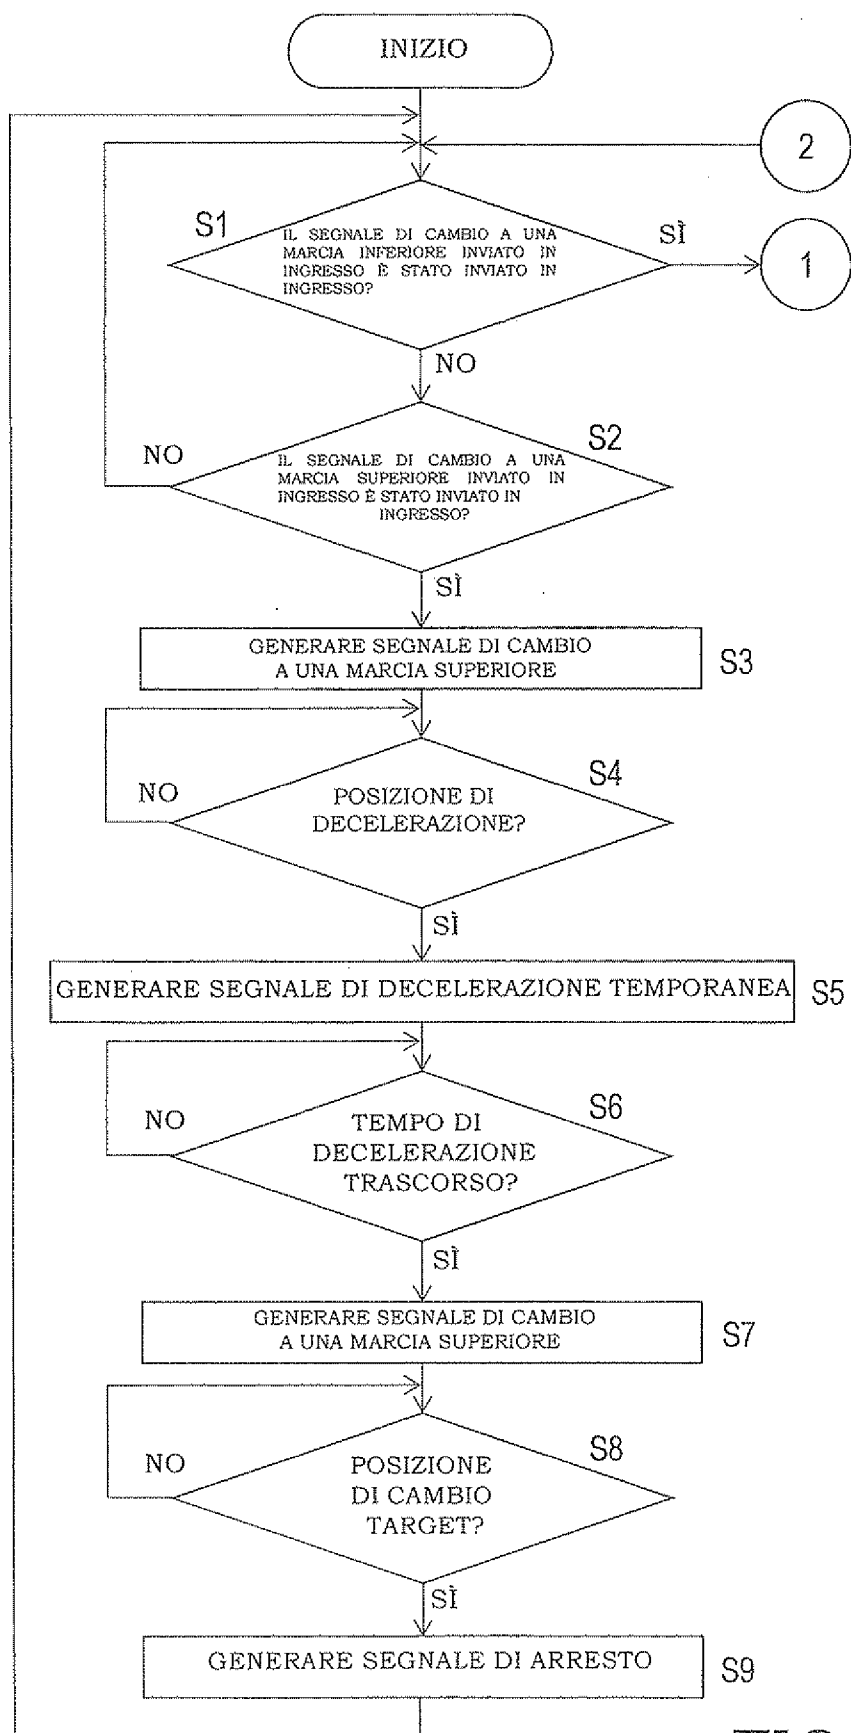 INIZIO
2
S1
IL SEGNALE DI CAMBIO A UNA
MARCIA INFERIORE INVIATO IN
INGRESSO È STATO INVIATO IN
INGRESSO?
SÌ
1
NO
S2
NO
IL SEGNALE DI CAMBIO A UNA
MARCIA SUPERIORE INVIATO IN
INGRESSO È STATO INVIATO IN
INGRESSO?
SÌ
GENERARE SEGNALE DI CAMBIO
A UNA MARCIA SUPERIORE
S3
S4
NO
POSIZIONE DI
DECELERAZIONE?
SÌ
GENERARE SEGNALE DI DECELERAZIONE TEMPORANEA
S5
S6
NO
TEMPO DI
DECELERAZIONE
TRASCORSO?
SÌ
GENERARE SEGNALE DI CAMBIO
A UNA MARCIA SUPERIORE
S7
S8
NO
POSIZIONE
DI CAMBIO
TARGET?
SÌ
GENERARE SEGNALE DI ARRESTO
S9